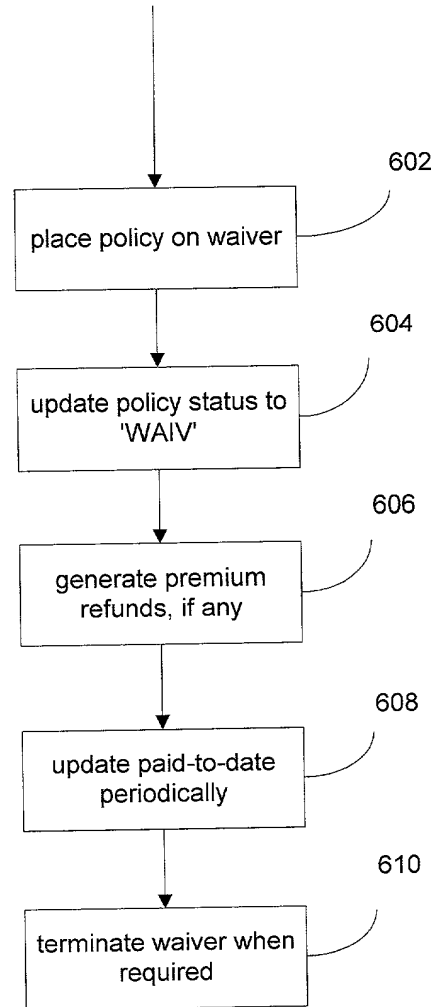 602
place policy on waiver
604
update policy status to
'WAIV'
606
generate premium
refunds, if any
608
update paid-to-date
periodically
610
terminate waiver when
required